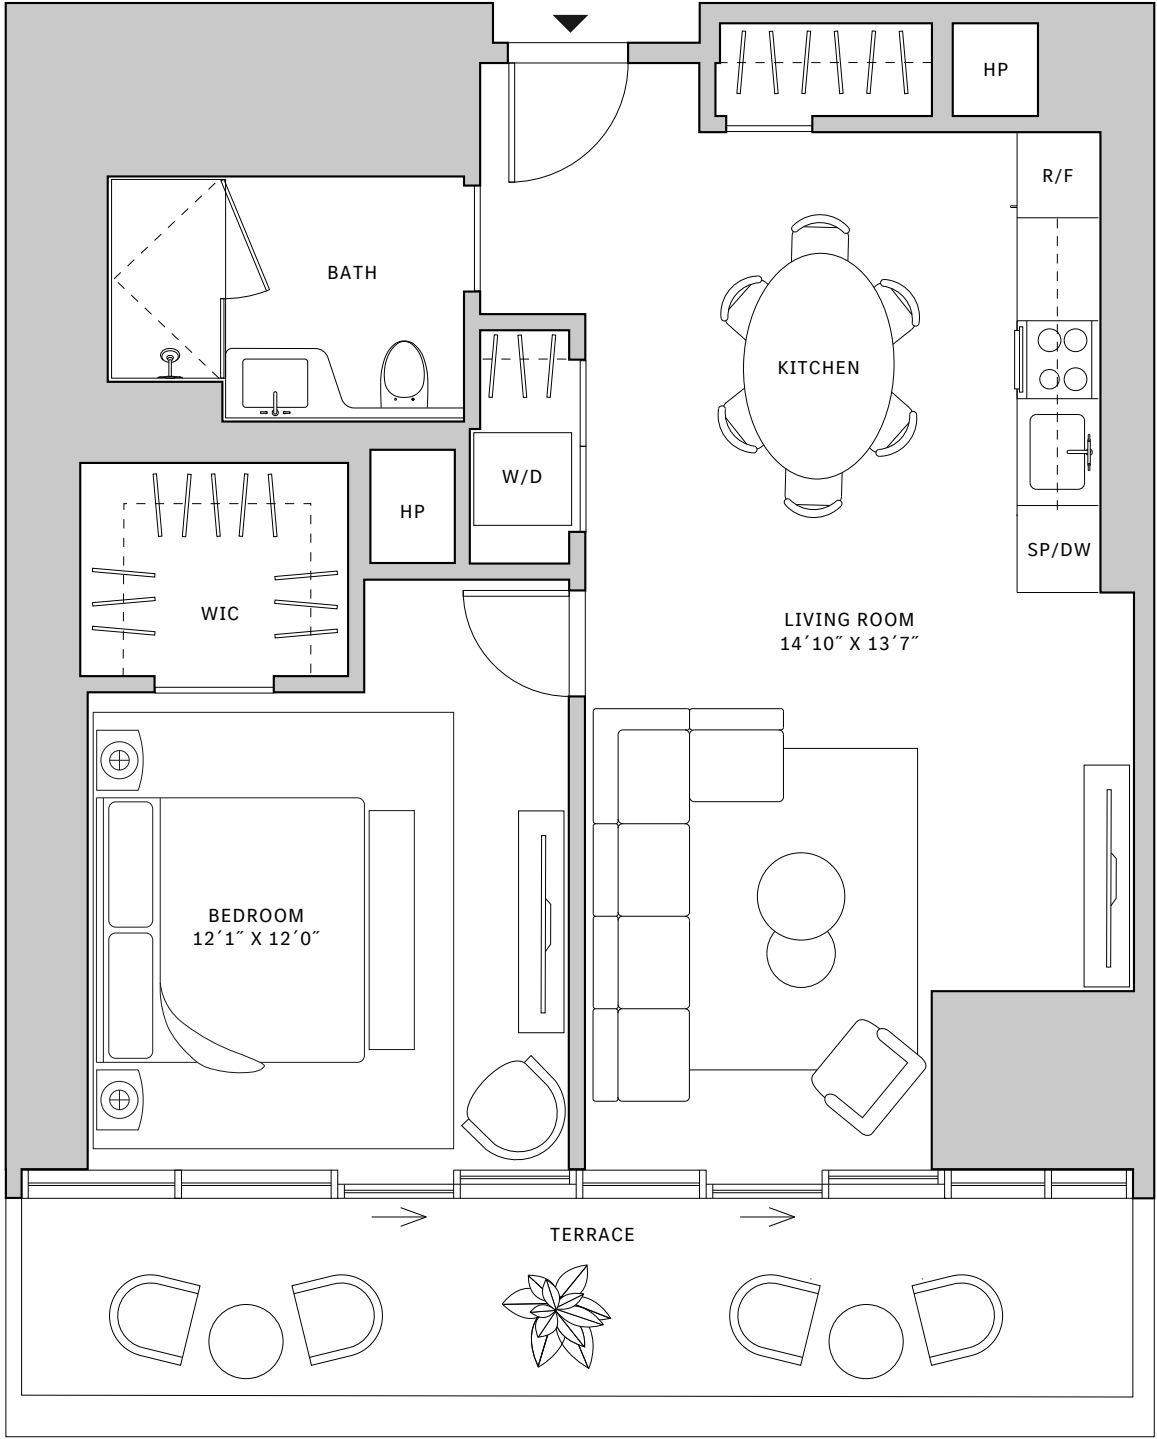 HP
R/F
BATH
KITCHEN
W/D
HP
SP/DW
WIC
LIVING ROOM
14´10˝ X 13´7˝
BEDROOM
12´1˝ X 12´0˝
TERRACE